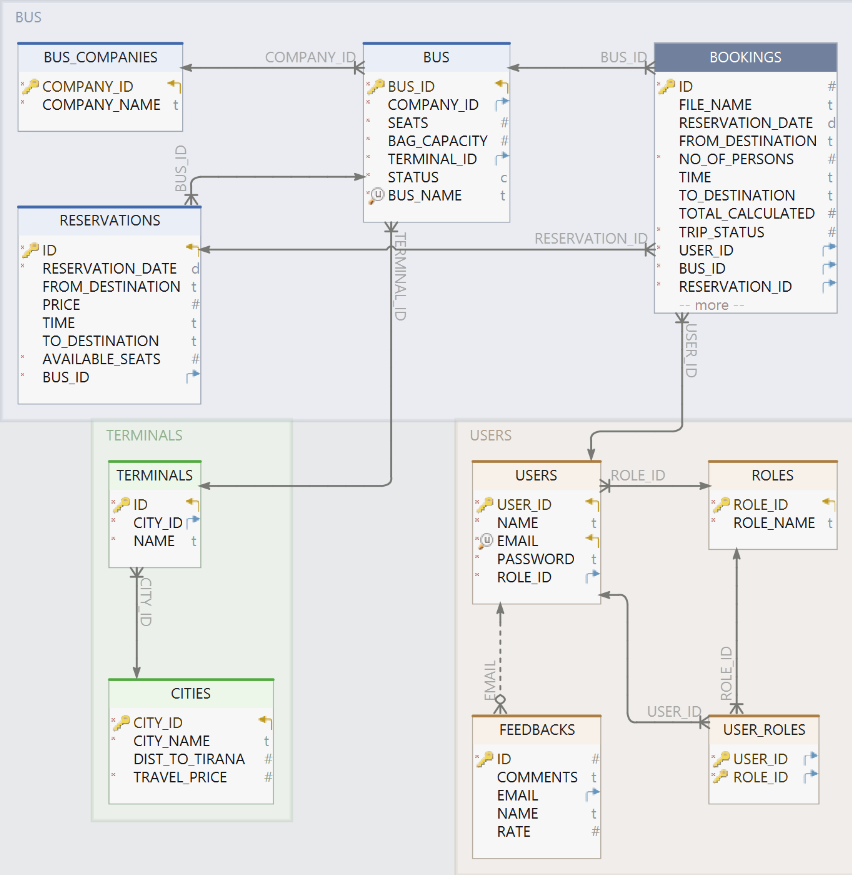 BUS
BUS_COMPANIES
COMPANY_ID
COMPANY_NAME t
COMPANY_ID
BUS
BUS_ID
COMPANY_ID
SEATS #
BAG_CAPACITY #
TERMINAL_ID
STATUS c
BUS_NAME t
BUS_ID
BOOKINGS
ID #
FILE_NAME t
RESERVATION_DATE d
FROM_DESTINATION t
NO_OF_PERSONS #
TIME t
TO_DESTINATION t
TOTAL_CALCULATED #
TRIP_STATUS #
USER_ID
BUS_ID
RESERVATION_ID
-- more --
BUS_ID
RESERVATIONS
ID
RESERVATION_DATE d
FROM_DESTINATION t
PRICE #
TIME t
TO_DESTINATION t
AVAILABLE_SEATS #
BUS_ID
RESERVATION_ID
TERMINAL_ID
USER_ID
TERMINALS
TERMINALS
ID
CITY_ID
NAME t
CITY_ID
CITIES
CITY_ID
CITY_NAME t
DIST_TO_TIRANA #
TRAVEL_PRICE #
USERS
USERS
USER_ID
NAME t
EMAIL
PASSWORD t
ROLE_ID
ROLE_ID
ROLES
ROLE_ID
ROLE_NAME t
EMAIL
ROLE_ID
USER_ID
FEEDBACKS
ID #
COMMENTS t
EMAIL
NAME t
RATE #
USER_ROLES
USER_ID
ROLE_ID